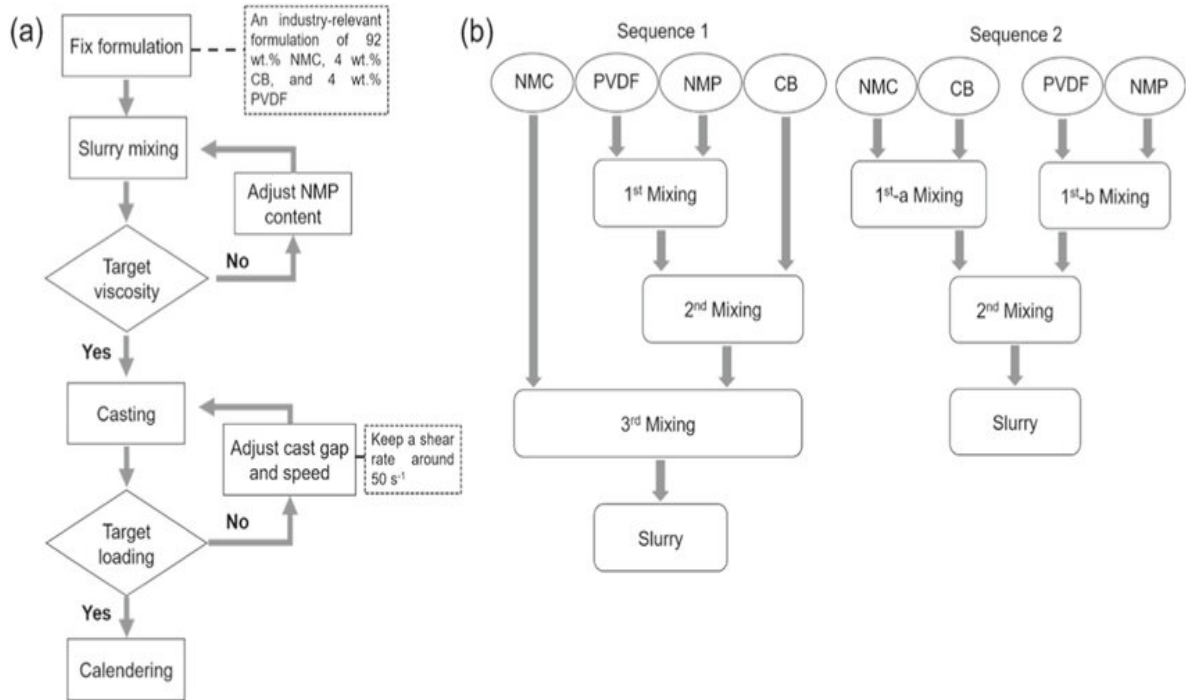 (a)
Fix formulation
An industry-relevant
formulation of 92
wt.% NMC, 4 wt.%
CB, and 4 wt.%
PVDF
Slurry mixing
Adjust NMP
content
Target
viscosity
No
Yes
Casting
Adjust cast gap
and speed
Keep a shear
rate around
50 s⁻¹
Target
loading
No
Yes
Calendering
(b)
Sequence 1
NMC
PVDF
NMP
CB
1ˢᵗ Mixing
2ⁿᵈ Mixing
3ʳᵈ Mixing
Slurry
Sequence 2
NMC
CB
PVDF
NMP
1ˢᵗ-a Mixing
1ˢᵗ-b Mixing
2ⁿᵈ Mixing
Slurry